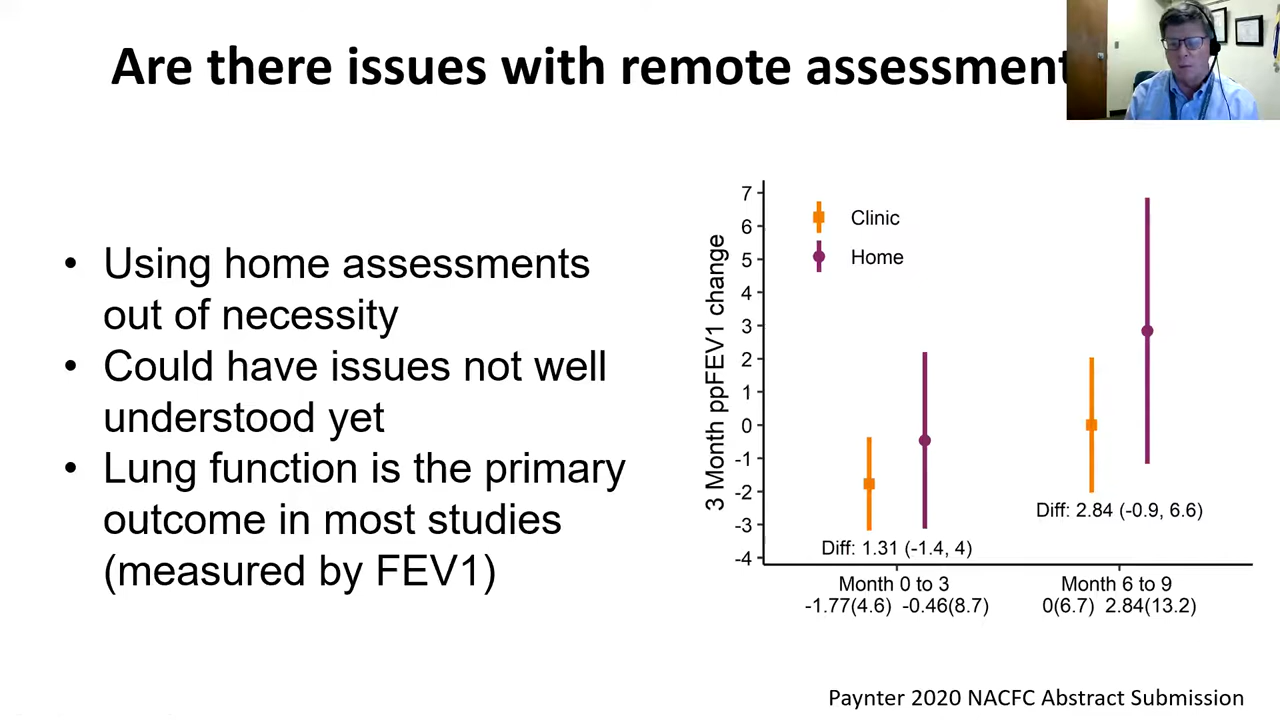 Are there issues with remote assessment
Using home assessments
out of necessity
Could have issues not well
understood yet
Lung function is the primary
outcome in most studies
(measured by FEV1)
3 Month ppFEV1 change
7
6
5
4
3
2
1
0
-1
-2
-3
-4
Clinic
Home
Diff: 1.31 (-1.4, 4)
Diff: 2.84 (-0.9, 6.6)
Month 0 to 3
-1.77(4.6) -0.46(8.7)
Month 6 to 9
0(6.7) 2.84(13.2)
Paynter 2020 NACFC Abstract Submission